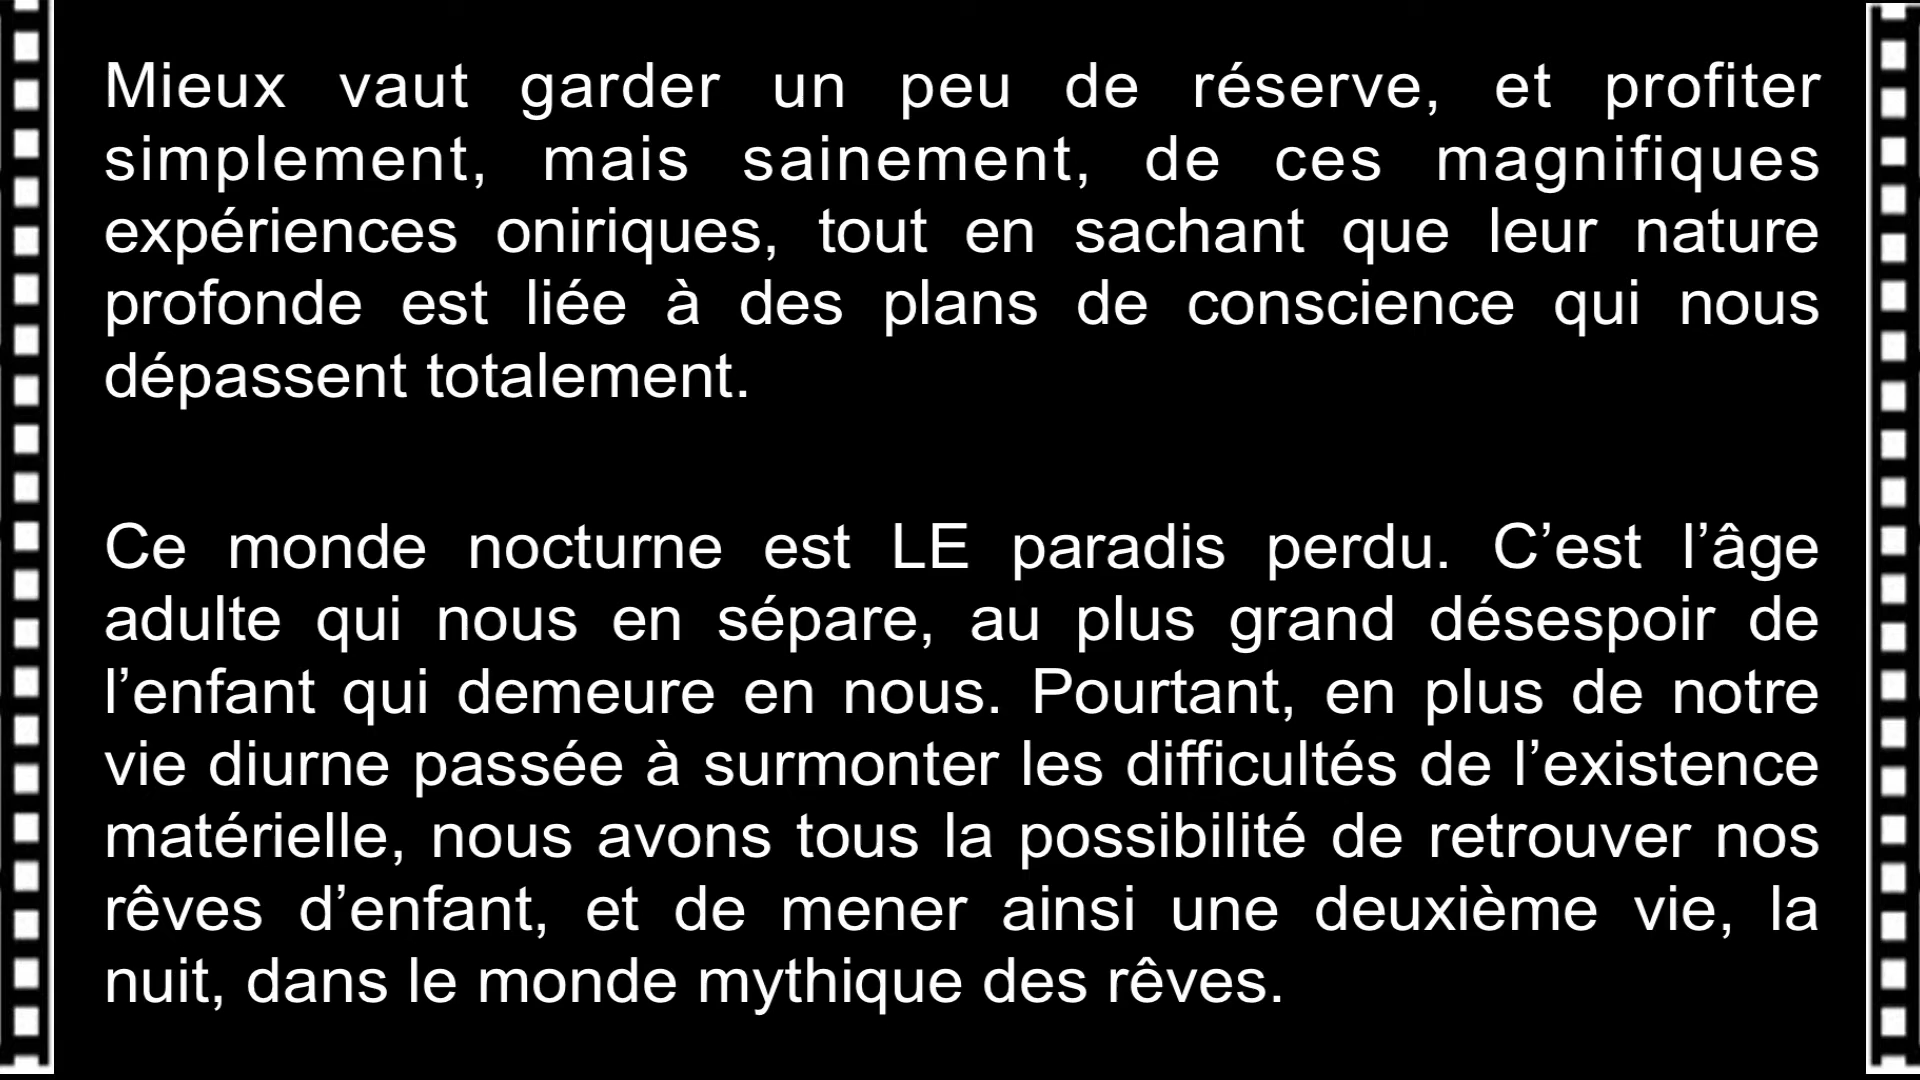 Mieux vaut garder un peu de réserve, et profiter
simplement, mais sainement, de ces magnifiques
expériences oniriques, tout en sachant que leur nature
profonde est liée à des plans de conscience qui nous
dépassent totalement.
Ce monde nocturne est LE paradis perdu. C’est l’âge
adulte qui nous en sépare, au plus grand désespoir de
l’enfant qui demeure en nous. Pourtant, en plus de notre
vie diurne passée à surmonter les difficultés de l’existence
matérielle, nous avons tous la possibilité de retrouver nos
rêves d’enfant, et de mener ainsi une deuxième vie, la
nuit, dans le monde mythique des rêves.